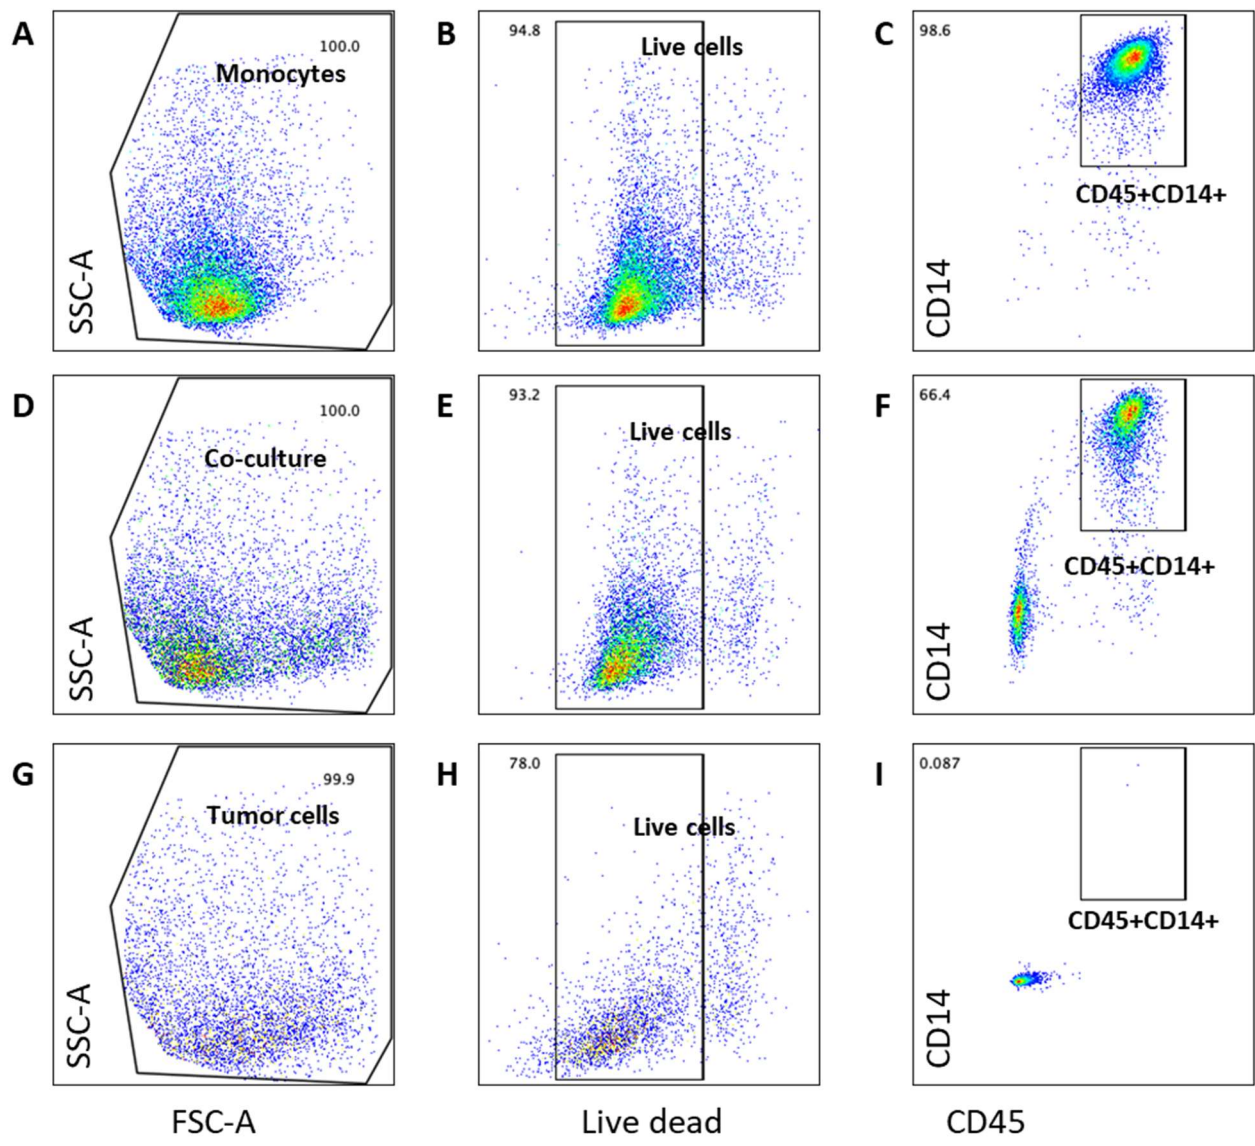 A
100.0
Monocytes
SSC-A
B
94.8
Live cells
C
98.6
CD45+CD14+
CD14
D
100.0
Co-culture
SSC-A
E
93.2
Live cells
F
66.4
CD45+CD14+
CD14
G
99.9
Tumor cells
SSC-A
H
78.0
Live cells
I
0.087
CD45+CD14+
CD14
FSC-A
Live dead
CD45